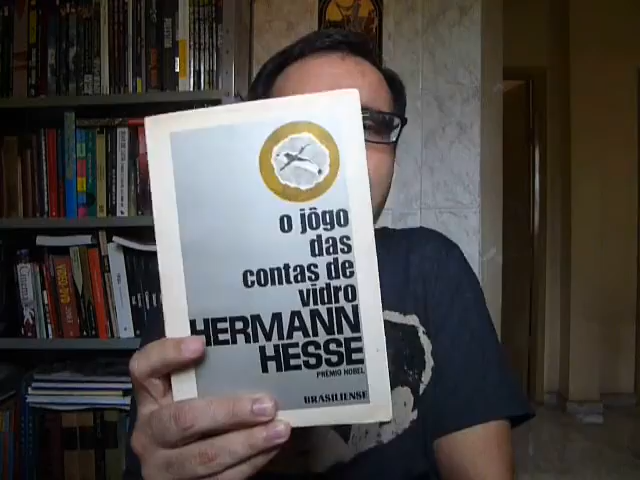 o jôgo
das
contas de
vidro
HERMANN
HESSE
PRÊMIO NOBEL
BRASILIENSE